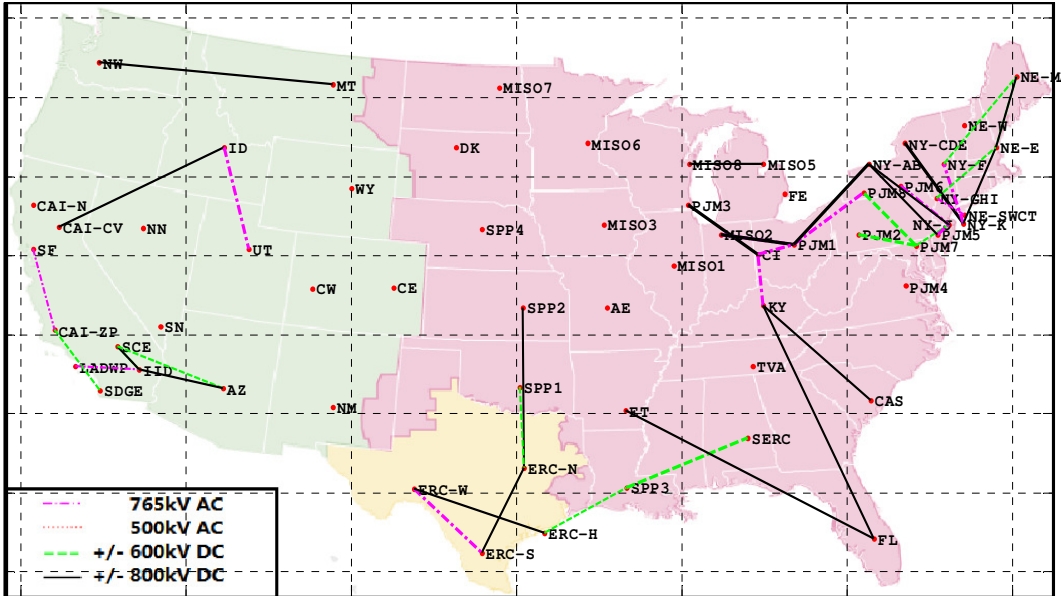 NW
MT
MISO7
NE-M
NE-W
NE-E
NY-CDE
ID
DK
MISO6
MISO8
MISO5
NY-AB
NY-F
WY
FE
PJM8
PJM6
NY-GHI
CAI-N
PJM3
NE-SWCT
NY-K
CAI-CV
NN
SPP4
MISO3
MISO2
PJM1
PJM2
PJM5
PJM7
SF
UT
CI
MISO1
CW
CE
PJM4
SPP2
AE
KY
CAI-ZP
SN
SCE
LADWP
IID
TVA
SDGE
AZ
SPP1
CAS
NM
ET
SERC
ERC-N
ERC-W
SPP3
ERC-H
FL
ERC-S
765kV AC
500kV AC
+/- 600kV DC
+/- 800kV DC